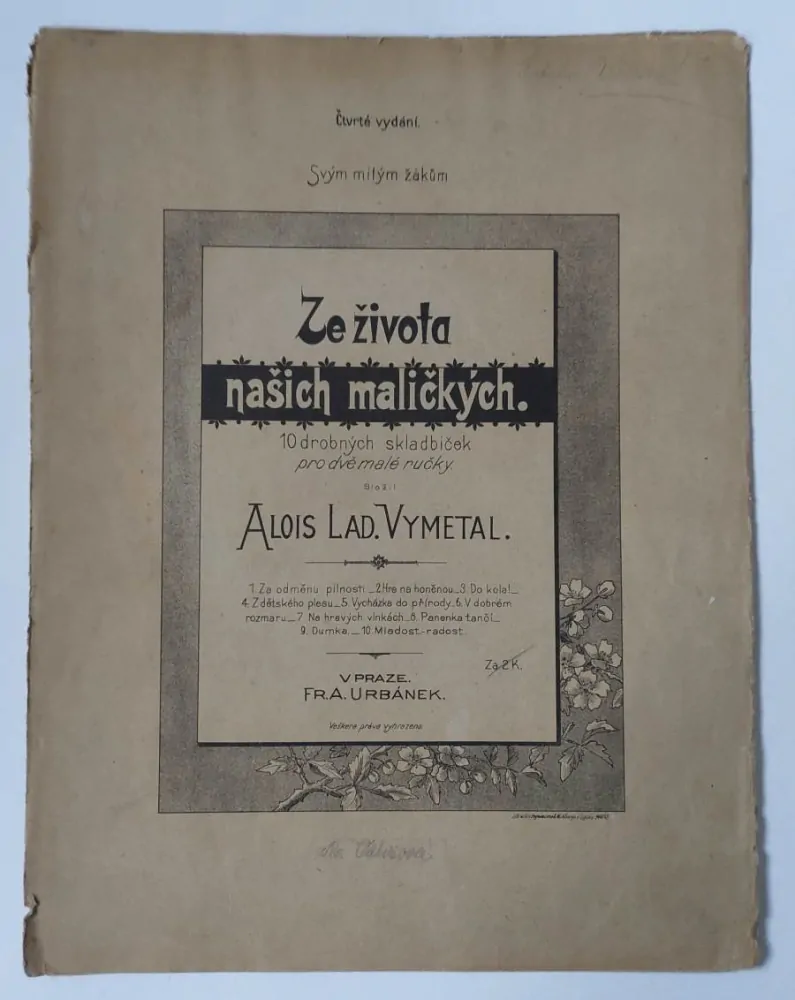 Čtvrté vydání.
Svým milým žákům
Ze života
našich maličkých.
10 drobných skladbiček
pro dvě malé ručky.
Složil
ALOIS LAD. VYMETAL.
1. Za odměnu pilnosti _ 2. Hra na honěnou _ 3. Do kola! _
4. Z dětského plesu _ 5. Vycházka do přírody _ 6. V dobrém
rozmaru _ 7. Na hravých vlnkách _ 8. Panenka tančí _
9. Dumka. _ 10. Mladost - radost.
Za 2 K.
V PRAZE.
FR. A. URBÁNEK.
Veškera práva vyhrazena.